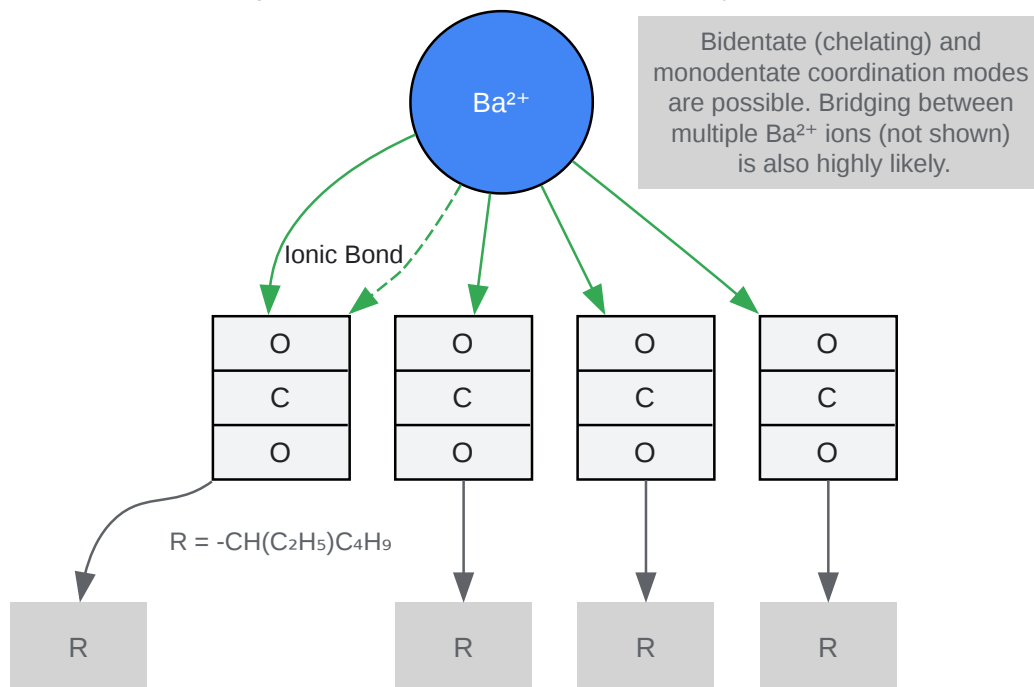 Ba²⁺
Bidentate (chelating) and
monodentate coordination modes
are possible. Bridging between
multiple Ba²⁺ ions (not shown)
is also highly likely.
Ionic Bond
O
C
O
O
C
O
O
C
O
O
C
O
R = -CH(C₂H₅)C₄H₉
R
R
R
R